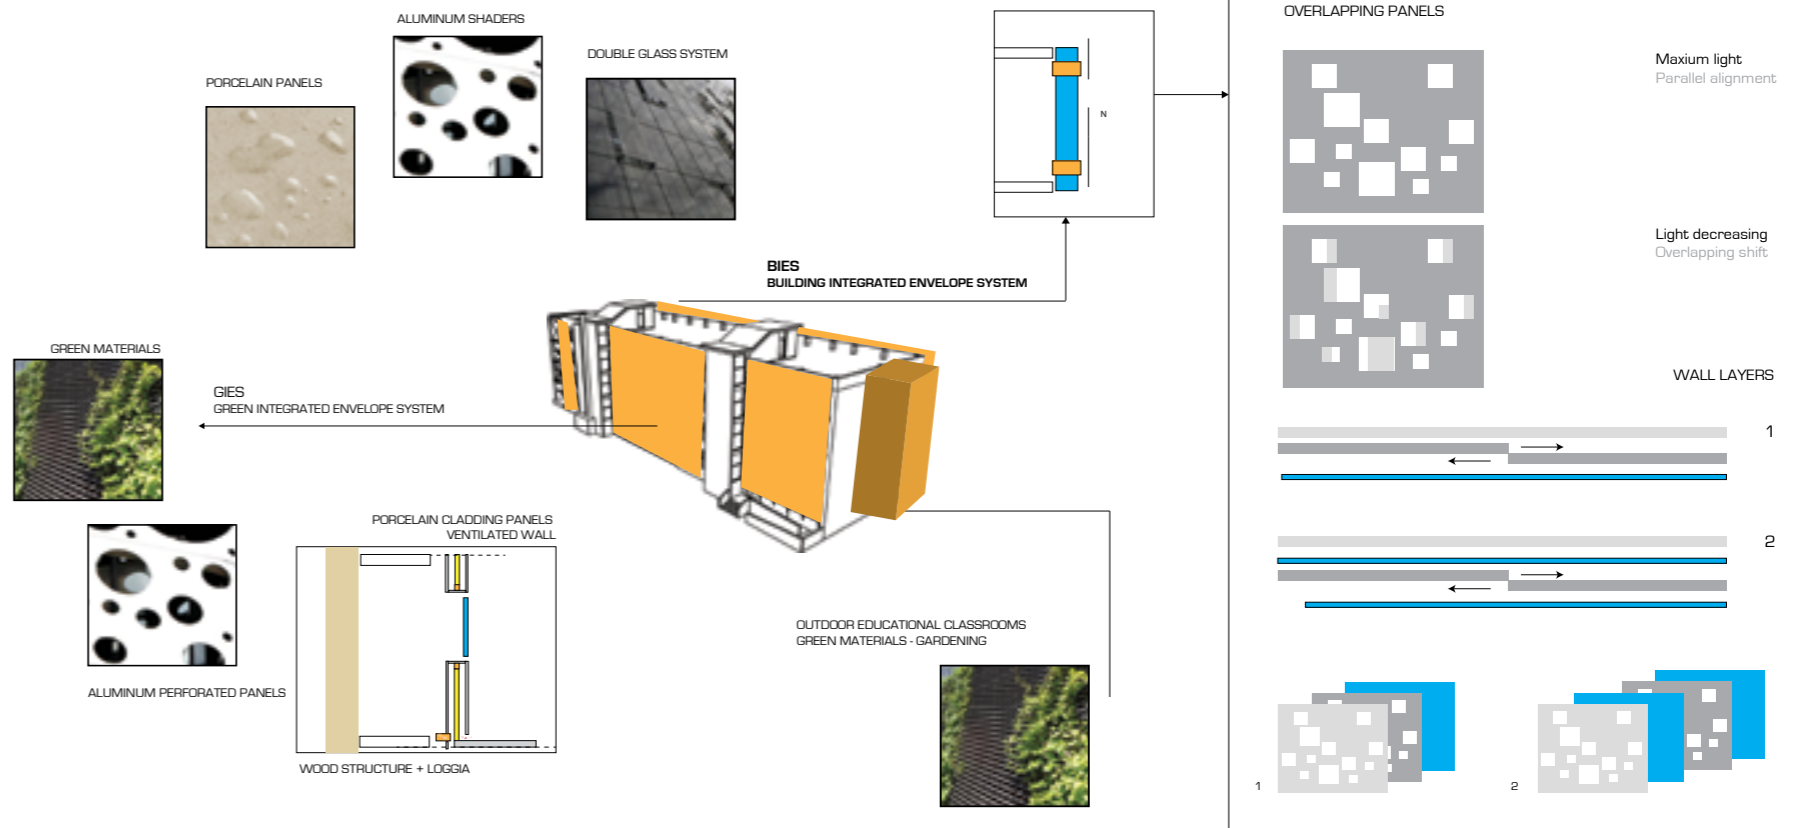 ALUMINUM SHADERS
DOUBLE GLASS SYSTEM
PORCELAIN PANELS
N
BIES
BUILDING INTEGRATED ENVELOPE SYSTEM
GREEN MATERIALS
GIES
GREEN INTEGRATED ENVELOPE SYSTEM
PORCELAIN CLADDING PANELS
VENTILATED WALL
ALUMINUM PERFORATED PANELS
WOOD STRUCTURE + LOGGIA
OUTDOOR EDUCATIONAL CLASSROOMS
GREEN MATERIALS - GARDENING
OVERLAPPING PANELS
Maxium light
Parallel alignment
Light decreasing
Overlapping shift
WALL LAYERS
1
2
1
2